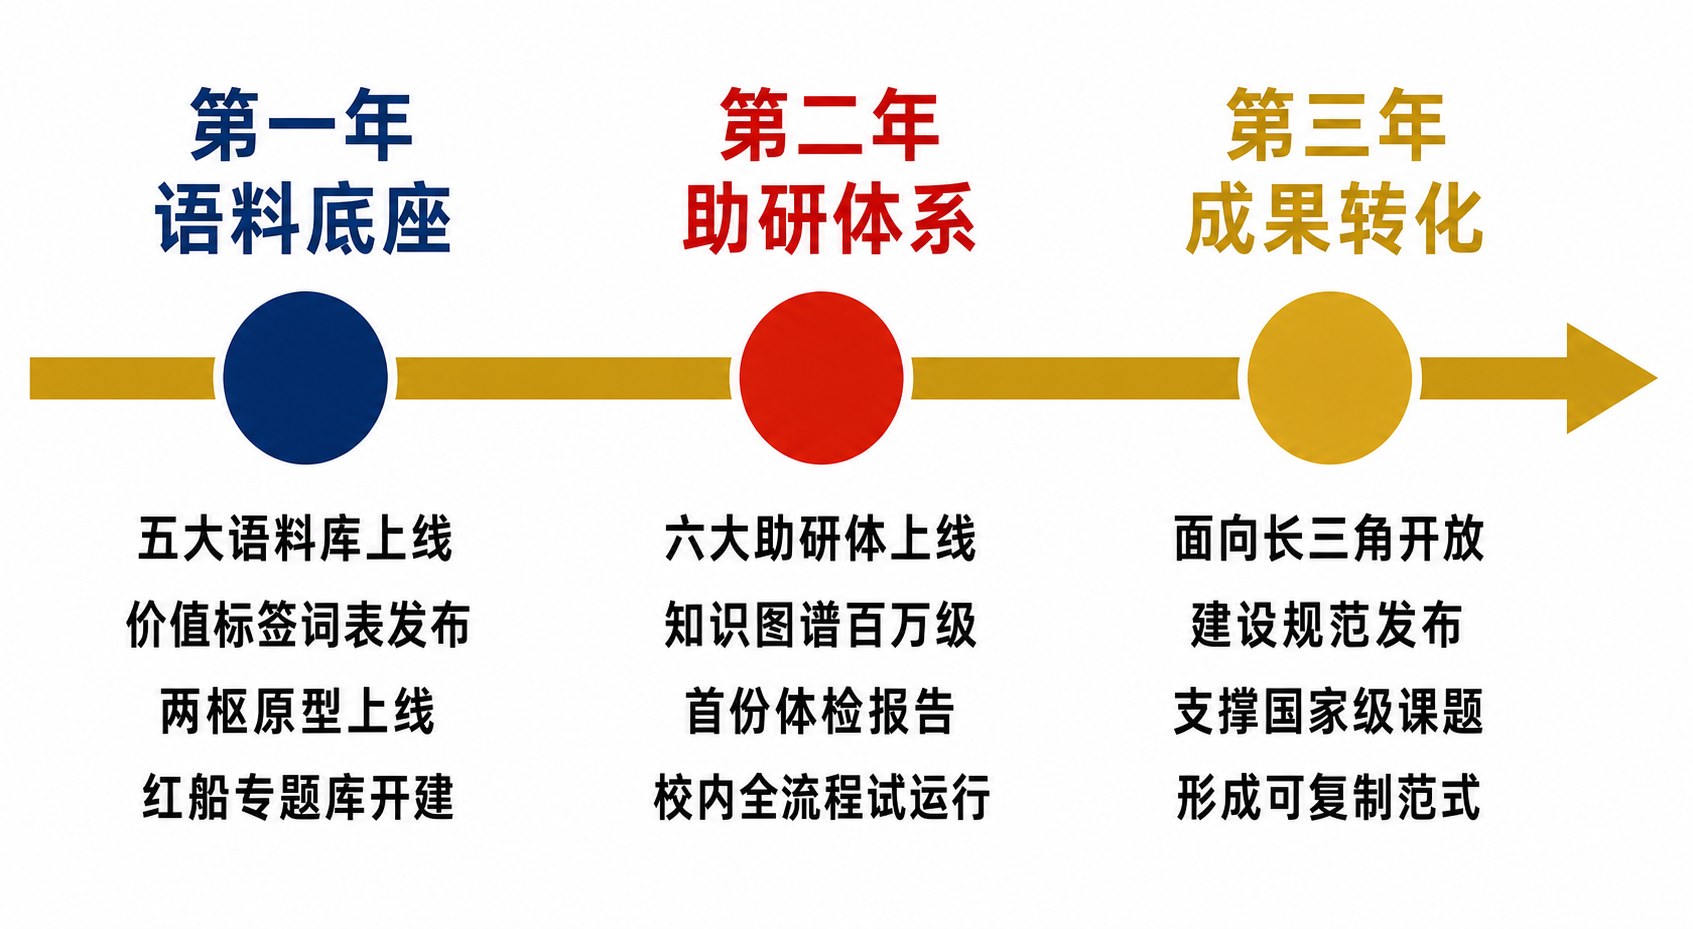 第一年
语料底座
五大语料库上线
价值标签词表发布
两枢原型上线
红船专题库开建
第二年
助研体系
六大助研体上线
知识图谱百万级
首份体检报告
校内全流程试运行
第三年
成果转化
面向长三角开放
建设规范发布
支撑国家级课题
形成可复制范式